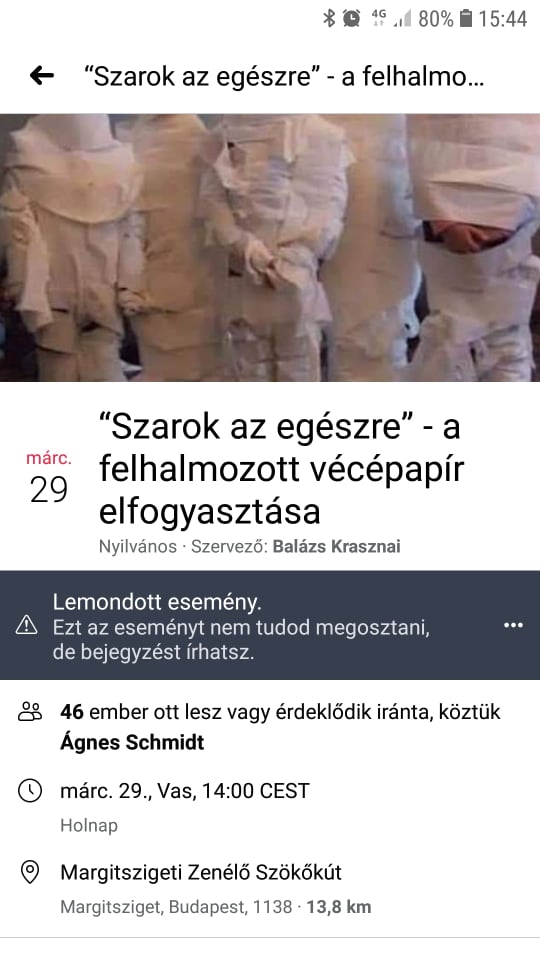 4G 80% 15:44
“Szarok az egészre” - a felhalmo...
márc.
29
“Szarok az egészre” - a
felhalmozott vécépapír
elfogyasztása
Nyilvános · Szervező: Balázs Krasznai
Lemondott esemény.
Ezt az eseményt nem tudod megosztani,
de bejegyzést írhatsz.
46 ember ott lesz vagy érdeklődik iránta, köztük
Ágnes Schmidt
márc. 29., Vas, 14:00 CEST
Holnap
Margitszigeti Zenélő Szökőkút
Margitsziget, Budapest, 1138 · 13,8 km